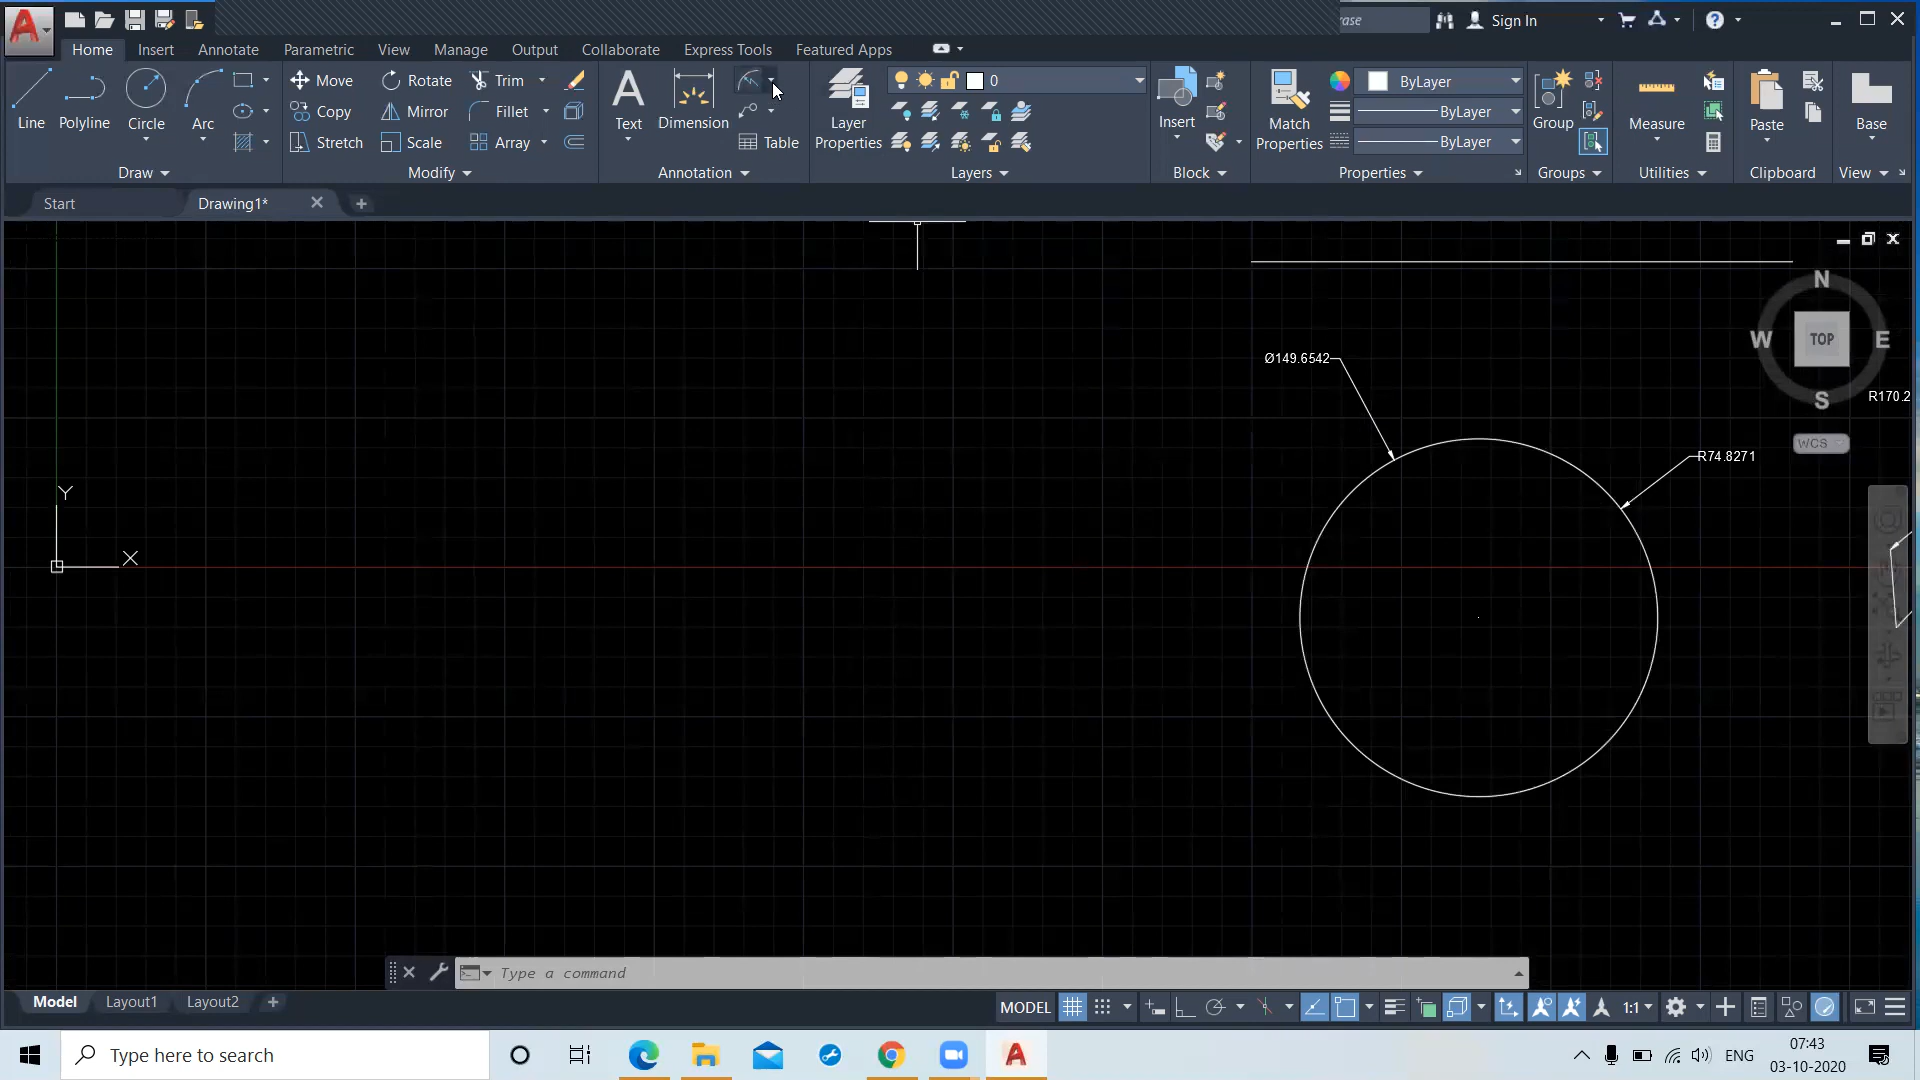 rase
Sign In
Home Insert Annotate Parametric View Manage Output Collaborate Express Tools Featured Apps
Line
Polyline
Circle
Arc
Draw
Move Rotate Trim
Copy Mirror Fillet
Stretch Scale Array
Modify
Text
Dimension
Table
Annotation
Layer
Properties
0
Layers
Insert
Block
Match
Properties
ByLayer
ByLayer
ByLayer
Properties
Group
Groups
Measure
Utilities
Paste
Clipboard
Base
View
Start Drawing1*
N
W TOP E
S
WCS
Ø149.6542
R170.2
R74.8271
Y
X
Type a command
Model Layout1 Layout2
MODEL
1:1
Type here to search
ENG
07:43
03-10-2020